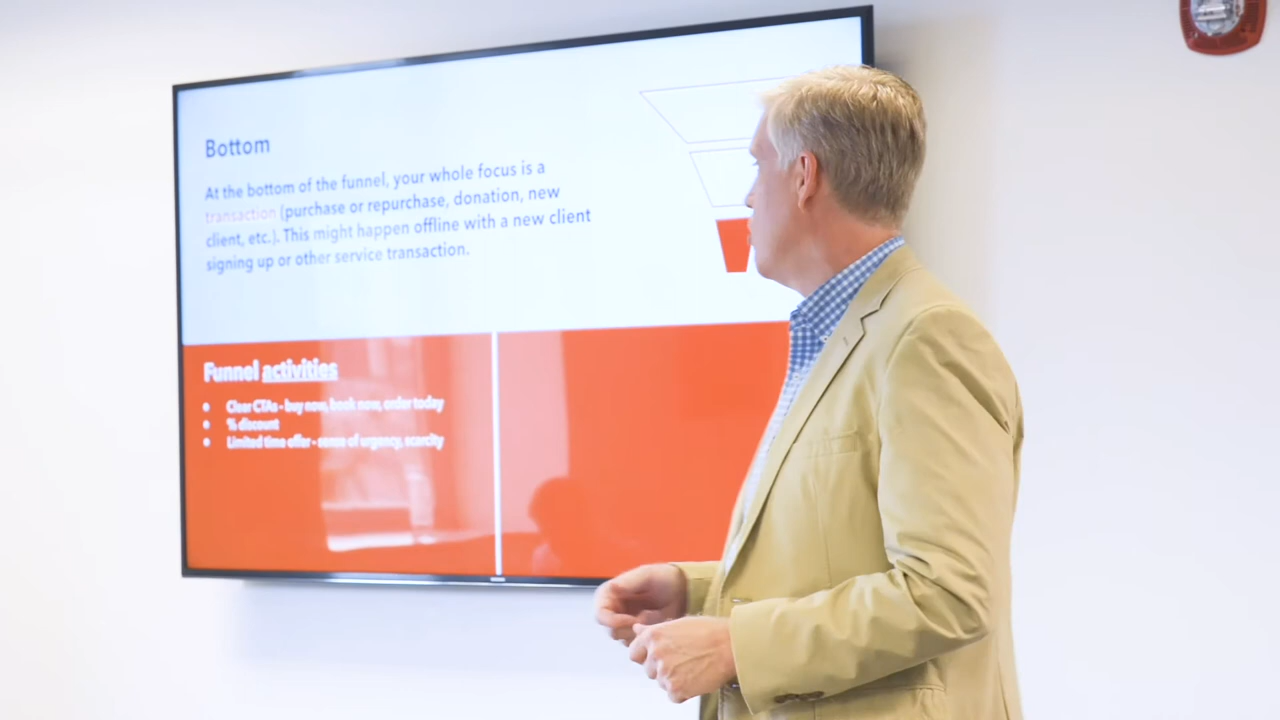 Bottom
At the bottom of the funnel, your whole focus is a
transaction (purchase or repurchase, donation, new
client, etc.). This might happen offline with a new client
signing up or other service transaction.
Funnel activities
• Clear CTAs - buy now, book now, order today
• % discount
• Limited time offer - sense of urgency, scarcity